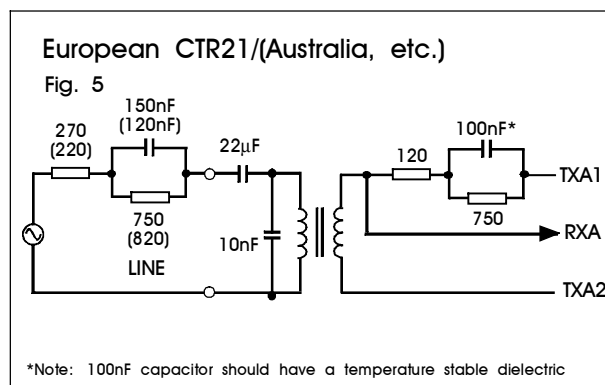 European CTR21/(Australia, etc.)
Fig. 5
150nF
(120nF)
270
(220)
22µF
100nF*
120
TXA1
750
(820)
10nF
750
RXA
LINE
TXA2
*Note: 100nF capacitor should have a temperature stable dielectric